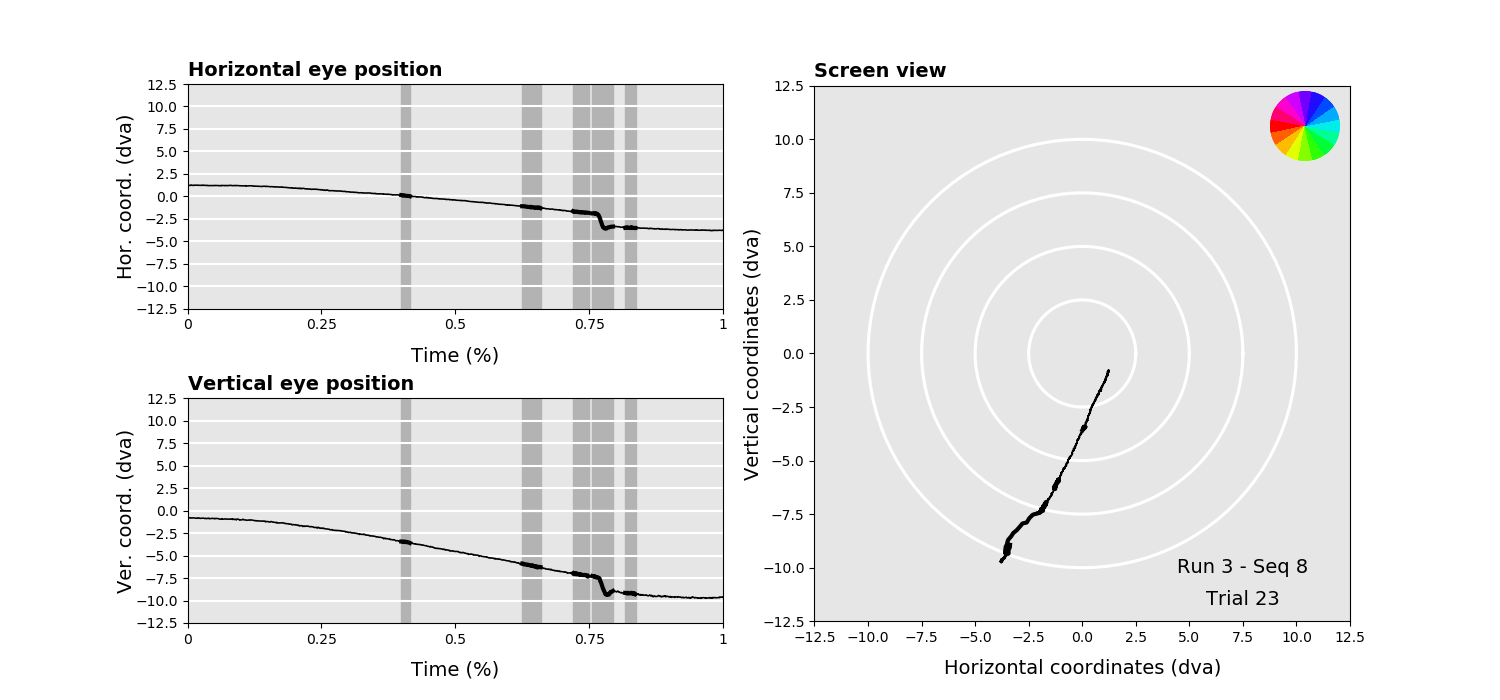 Horizontal eye position
Hor. coord. (dva)
12.5
10.0
7.5
5.0
2.5
0.0
−2.5
−5.0
−7.5
−10.0
−12.5
0 0.25 0.5 0.75 1
Time (%)
Vertical eye position
Ver. coord. (dva)
12.5
10.0
7.5
5.0
2.5
0.0
−2.5
−5.0
−7.5
−10.0
−12.5
0 0.25 0.5 0.75 1
Time (%)
Screen view
Vertical coordinates (dva)
12.5
10.0
7.5
5.0
2.5
0.0
−2.5
−5.0
−7.5
−10.0
−12.5
Run 3 - Seq 8
Trial 23
−12.5 −10.0 −7.5 −5.0 −2.5 0.0 2.5 5.0 7.5 10.0 12.5
Horizontal coordinates (dva)